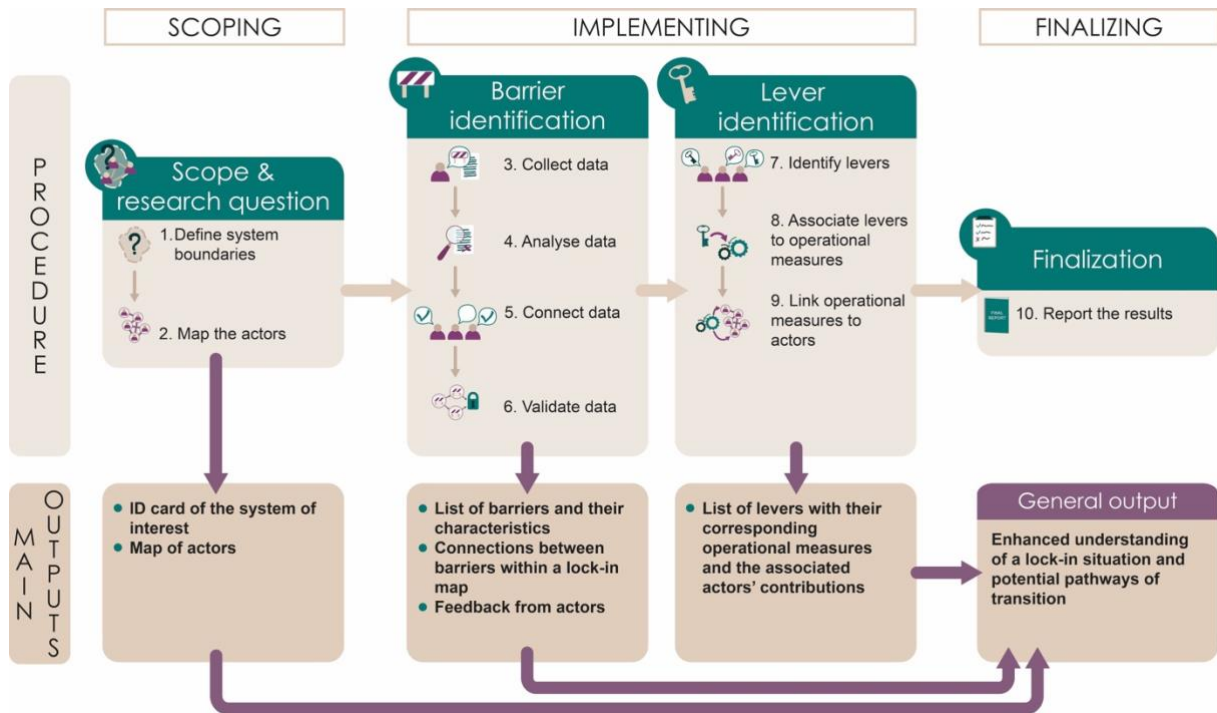 SCOPING
IMPLEMENTING
FINALIZING
PROCEDURE
Scope &
research question
1.Define system
boundaries
2. Map the actors
Barrier
identification
3. Collect data
4. Analyse data
5. Connect data
6. Validate data
Lever
identification
7. Identify levers
8. Associate levers
to operational
measures
9. Link operational
measures to
actors
Finalization
FINAL
REPORT
10. Report the results
MAIN
OUTPUTS
ID card of the system of
interest
Map of actors
List of barriers and their
characteristics
Connections between
barriers within a lock-in
map
Feedback from actors
List of levers with their
corresponding
operational measures
and the associated
actors’ contributions
General output
Enhanced understanding
of a lock-in situation and
potential pathways of
transition